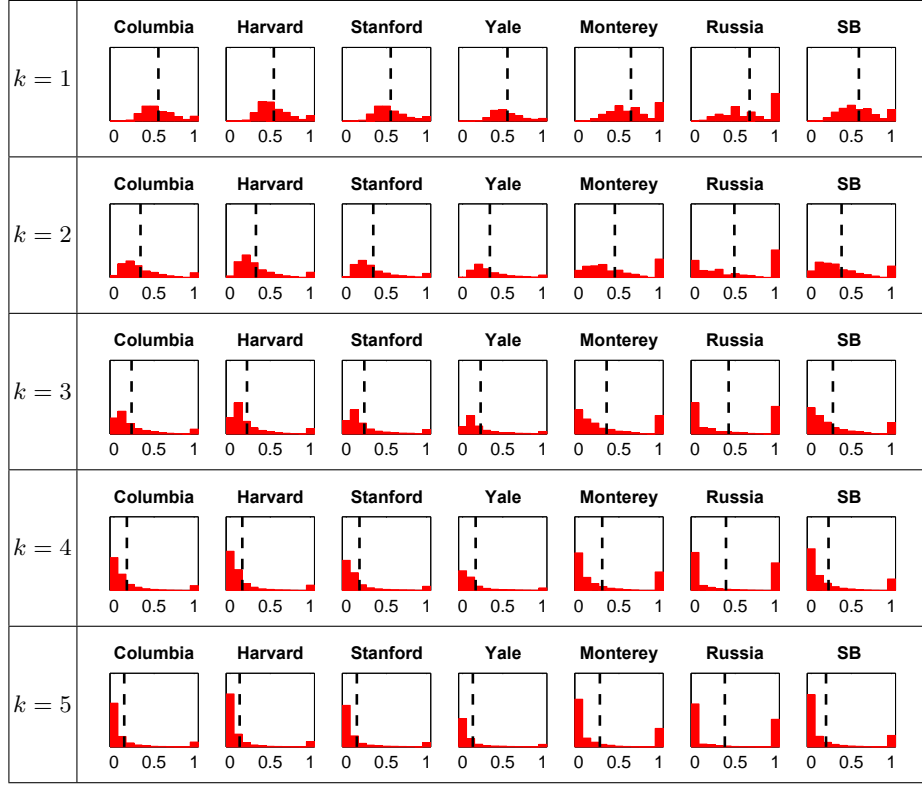 Columbia Harvard Stanford Yale Monterey Russia SB
k = 1
0 0.5 1 0 0.5 1 0 0.5 1 0 0.5 1 0 0.5 1 0 0.5 1 0 0.5 1
Columbia Harvard Stanford Yale Monterey Russia SB
k = 2
0 0.5 1 0 0.5 1 0 0.5 1 0 0.5 1 0 0.5 1 0 0.5 1 0 0.5 1
Columbia Harvard Stanford Yale Monterey Russia SB
k = 3
0 0.5 1 0 0.5 1 0 0.5 1 0 0.5 1 0 0.5 1 0 0.5 1 0 0.5 1
Columbia Harvard Stanford Yale Monterey Russia SB
k = 4
0 0.5 1 0 0.5 1 0 0.5 1 0 0.5 1 0 0.5 1 0 0.5 1 0 0.5 1
Columbia Harvard Stanford Yale Monterey Russia SB
k = 5
0 0.5 1 0 0.5 1 0 0.5 1 0 0.5 1 0 0.5 1 0 0.5 1 0 0.5 1